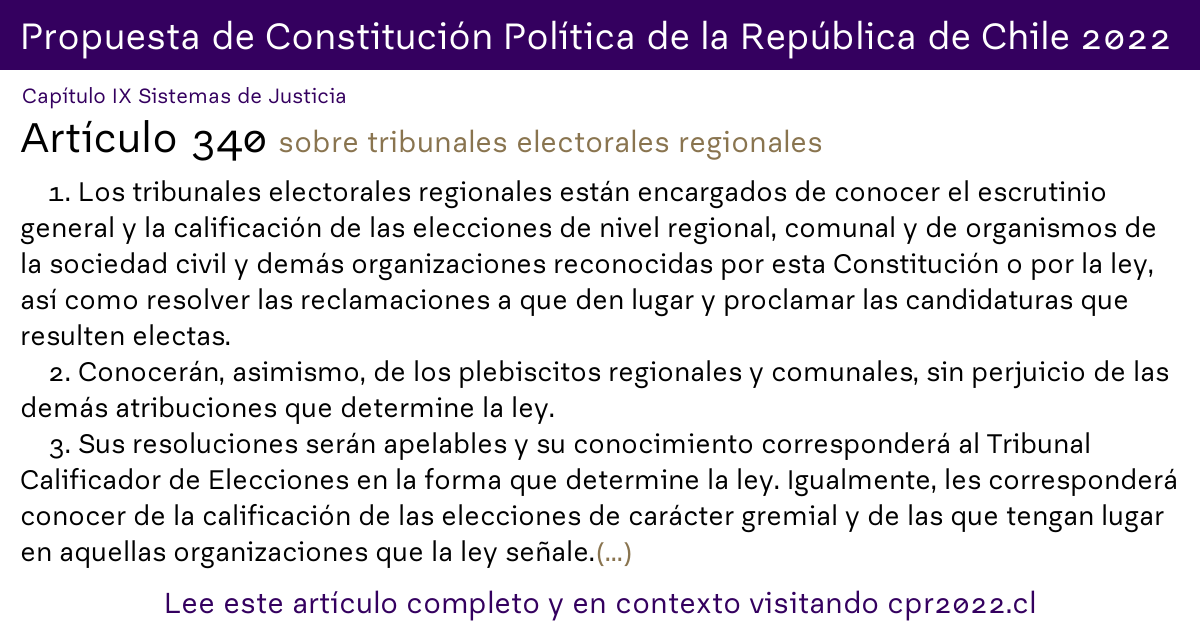 Propuesta de Constitución Política de la República de Chile 2022
Capítulo IX Sistemas de Justicia
Artículo 340 sobre tribunales electorales regionales
1. Los tribunales electorales regionales están encargados de conocer el escrutinio
general y la calificación de las elecciones de nivel regional, comunal y de organismos de
la sociedad civil y demás organizaciones reconocidas por esta Constitución o por la ley,
así como resolver las reclamaciones a que den lugar y proclamar las candidaturas que
resulten electas.
2. Conocerán, asimismo, de los plebiscitos regionales y comunales, sin perjuicio de las
demás atribuciones que determine la ley.
3. Sus resoluciones serán apelables y su conocimiento corresponderá al Tribunal
Calificador de Elecciones en la forma que determine la ley. Igualmente, les corresponderá
conocer de la calificación de las elecciones de carácter gremial y de las que tengan lugar
en aquellas organizaciones que la ley señale.(...)
Lee este artículo completo y en contexto visitando cpr2022.cl